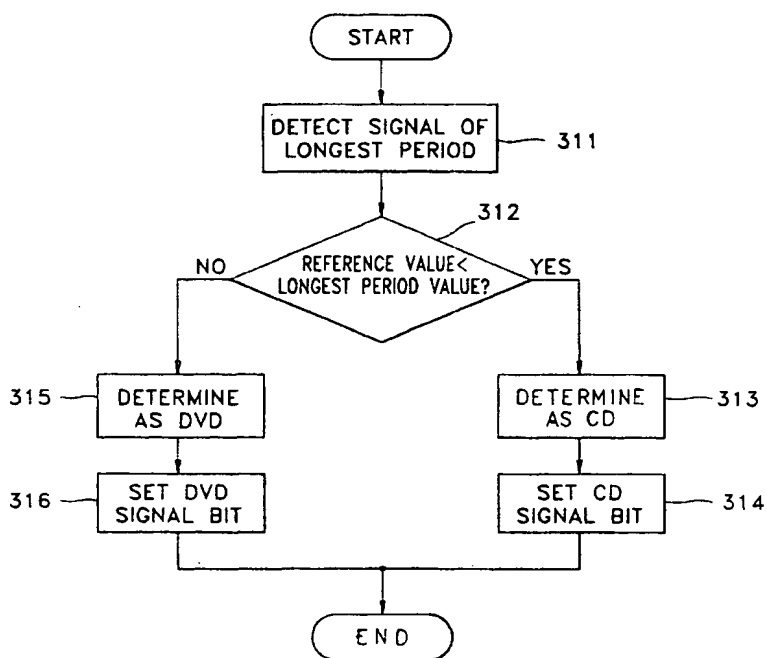 START
DETECT SIGNAL OF
LONGEST PERIOD
311
312
REFERENCE VALUE<
LONGEST PERIOD VALUE?
NO
YES
315
DETERMINE
AS DVD
DETERMINE
AS CD
313
316
SET DVD
SIGNAL BIT
SET CD
SIGNAL BIT
314
END